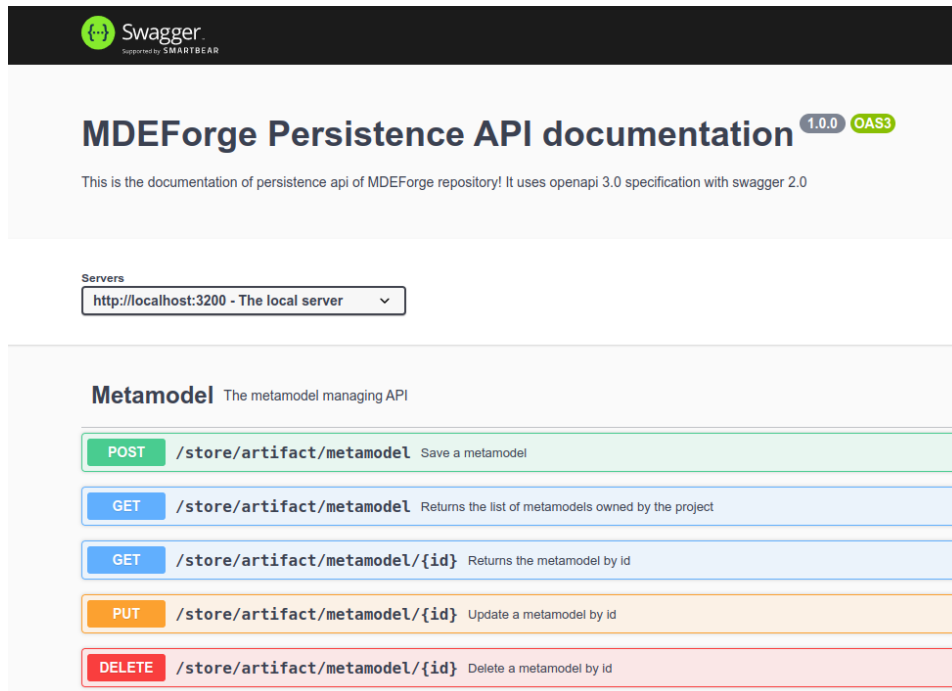 Swagger.
Supported by SMARTBEAR
MDEForge Persistence API documentation 1.0.0 OAS3
This is the documentation of persistence api of MDEForge repository! It uses openapi 3.0 specification with swagger 2.0
Servers
http://localhost:3200 - The local server
Metamodel The metamodel managing API
POST /store/artifact/metamodel Save a metamodel
GET /store/artifact/metamodel Returns the list of metamodels owned by the project
GET /store/artifact/metamodel/{id} Returns the metamodel by id
PUT /store/artifact/metamodel/{id} Update a metamodel by id
DELETE /store/artifact/metamodel/{id} Delete a metamodel by id